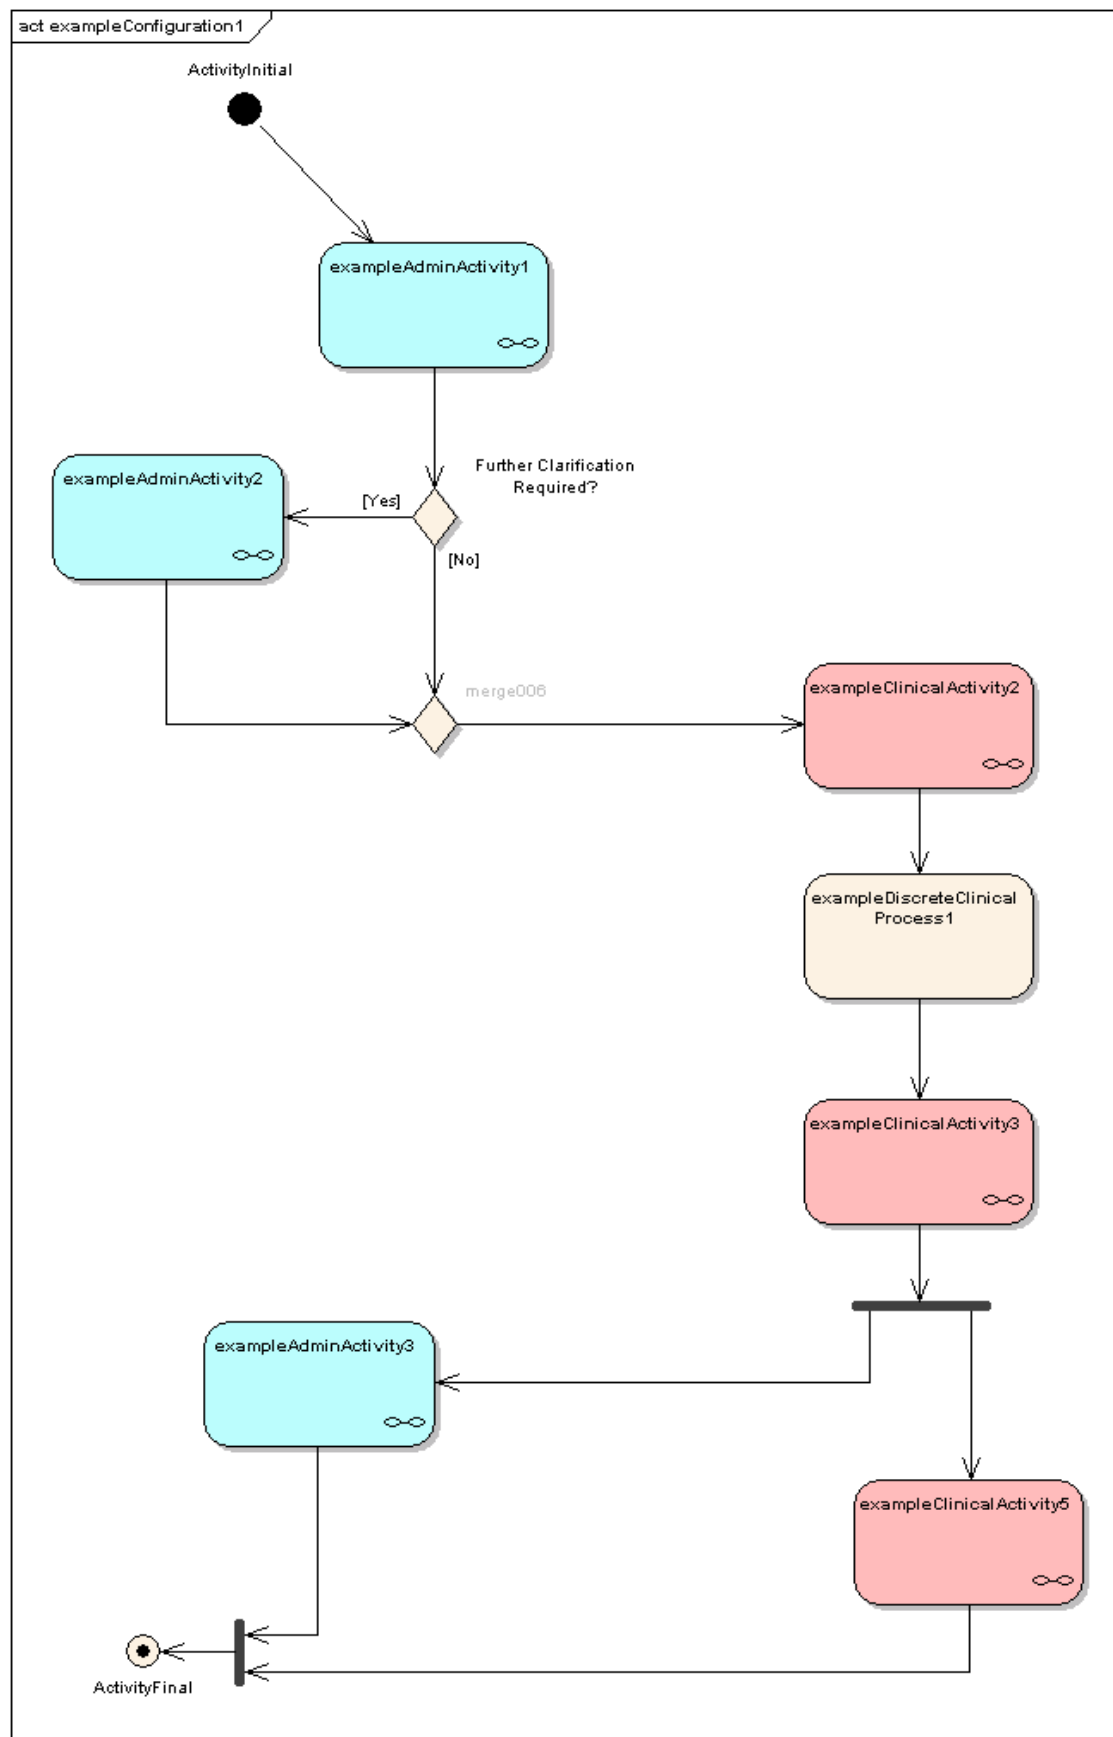 act exampleConfiguration1
ActivityInitial
exampleAdminActivity1
Further Clarification
Required?
exampleAdminActivity2
[Yes]
[No]
merge006
exampleClinicalActivity2
exampleDiscreteClinical
Process1
exampleClinicalActivity3
exampleAdminActivity3
exampleClinicalActivity5
ActivityFinal